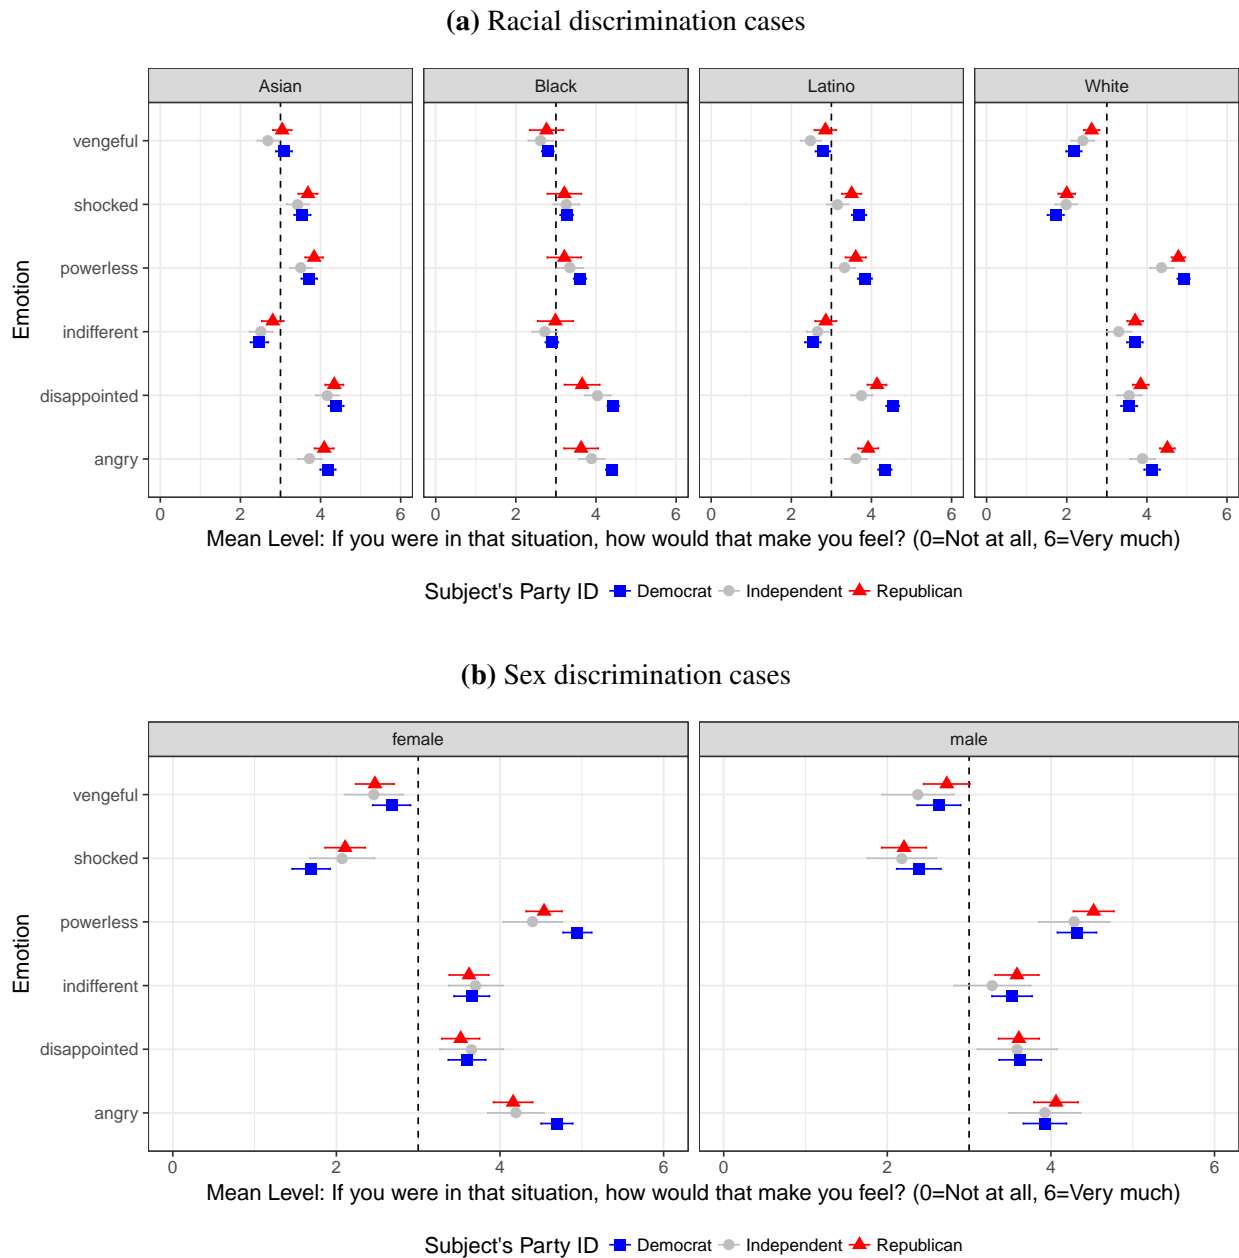 (a) Racial discrimination cases
Asian
Black
Latino
White
Emotion
vengeful
shocked
powerless
indifferent
disappointed
angry
0 2 4 6
0 2 4 6
0 2 4 6
0 2 4 6
Mean Level: If you were in that situation, how would that make you feel? (0=Not at all, 6=Very much)
Subject's Party ID Democrat Independent Republican
(b) Sex discrimination cases
female
male
Emotion
vengeful
shocked
powerless
indifferent
disappointed
angry
0 2 4 6
0 2 4 6
Mean Level: If you were in that situation, how would that make you feel? (0=Not at all, 6=Very much)
Subject's Party ID Democrat Independent Republican